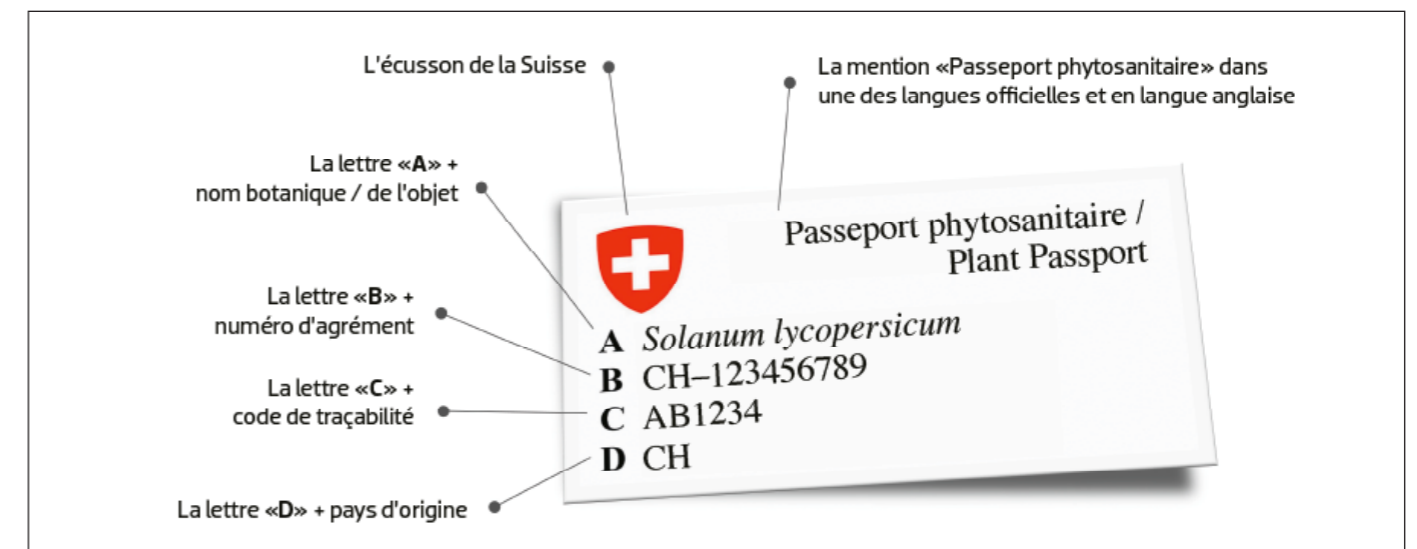 L'écusson de la Suisse
La mention «Passeport phytosanitaire» dans
une des langues officielles et en langue anglaise
La lettre «A» +
nom botanique / de l'objet
La lettre «B» +
numéro d'agrément
La lettre «C» +
code de traçabilité
La lettre «D» + pays d'origine
Passeport phytosanitaire /
Plant Passport
A Solanum lycopersicum
B CH–123456789
C AB1234
D CH